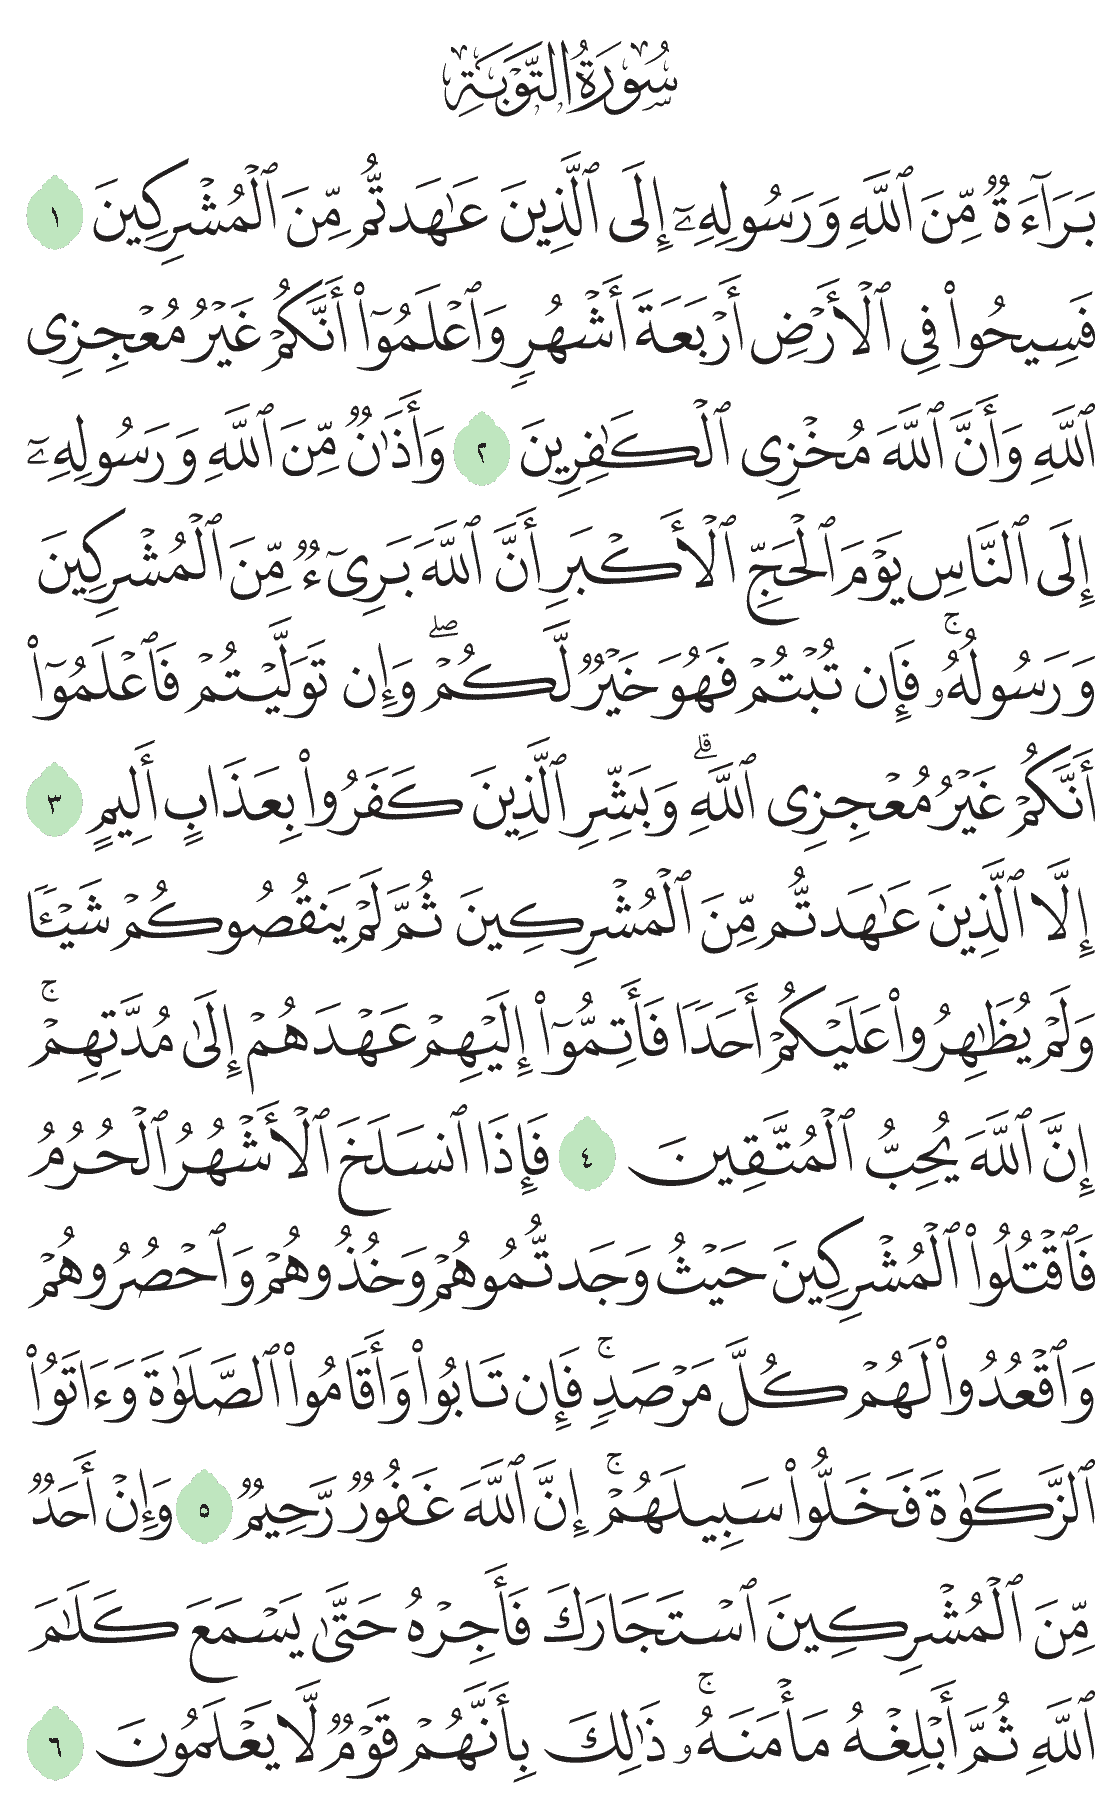 سُورَةُ التَّوْبَةِ
بَرَآءَةٌ مِّنَ ٱللَّهِ وَرَسُولِهِۦٓ إِلَى ٱلَّذِينَ عَٰهَدتُّم مِّنَ ٱلْمُشْرِكِينَ ١
فَسِيحُوا۟ فِى ٱلْأَرْضِ أَرْبَعَةَ أَشْهُرٍ وَٱعْلَمُوٓا۟ أَنَّكُمْ غَيْرُ مُعْجِزِى
ٱللَّهِ وَأَنَّ ٱللَّهَ مُخْزِى ٱلْكَٰفِرِينَ ٢ وَأَذَٰنٌ مِّنَ ٱللَّهِ وَرَسُولِهِۦٓ
إِلَى ٱلنَّاسِ يَوْمَ ٱلْحَجِّ ٱلْأَكْبَرِ أَنَّ ٱللَّهَ بَرِىٓءٌ مِّنَ ٱلْمُشْرِكِينَ
وَرَسُولُهُۥ ۚ فَإِن تُبْتُمْ فَهُوَ خَيْرٌ لَّكُمْ ۖ وَإِن تَوَلَّيْتُمْ فَٱعْلَمُوٓا۟
أَنَّكُمْ غَيْرُ مُعْجِزِى ٱللَّهِ ۗ وَبَشِّرِ ٱلَّذِينَ كَفَرُوا۟ بِعَذَابٍ أَلِيمٍ ٣
إِلَّا ٱلَّذِينَ عَٰهَدتُّم مِّنَ ٱلْمُشْرِكِينَ ثُمَّ لَمْ يَنقُصُوكُمْ شَيْـًٔا
وَلَمْ يُظَٰهِرُوا۟ عَلَيْكُمْ أَحَدًا فَأَتِمُّوٓا۟ إِلَيْهِمْ عَهْدَهُمْ إِلَىٰ مُدَّتِهِمْ ۚ
إِنَّ ٱللَّهَ يُحِبُّ ٱلْمُتَّقِينَ ٤ فَإِذَا ٱنسَلَخَ ٱلْأَشْهُرُ ٱلْحُرُمُ
فَٱقْتُلُوا۟ ٱلْمُشْرِكِينَ حَيْثُ وَجَدتُّمُوهُمْ وَخُذُوهُمْ وَٱحْصُرُوهُمْ
وَٱقْعُدُوا۟ لَهُمْ كُلَّ مَرْصَدٍ ۚ فَإِن تَابُوا۟ وَأَقَامُوا۟ ٱلصَّلَوٰةَ وَءَاتَوُا۟
ٱلزَّكَوٰةَ فَخَلُّوا۟ سَبِيلَهُمْ ۚ إِنَّ ٱللَّهَ غَفُورٌ رَّحِيمٌ ٥ وَإِنْ أَحَدٌ
مِّنَ ٱلْمُشْرِكِينَ ٱسْتَجَارَكَ فَأَجِرْهُ حَتَّىٰ يَسْمَعَ كَلَٰمَ
ٱللَّهِ ثُمَّ أَبْلِغْهُ مَأْمَنَهُۥ ۚ ذَٰلِكَ بِأَنَّهُمْ قَوْمٌ لَّا يَعْلَمُونَ ٦